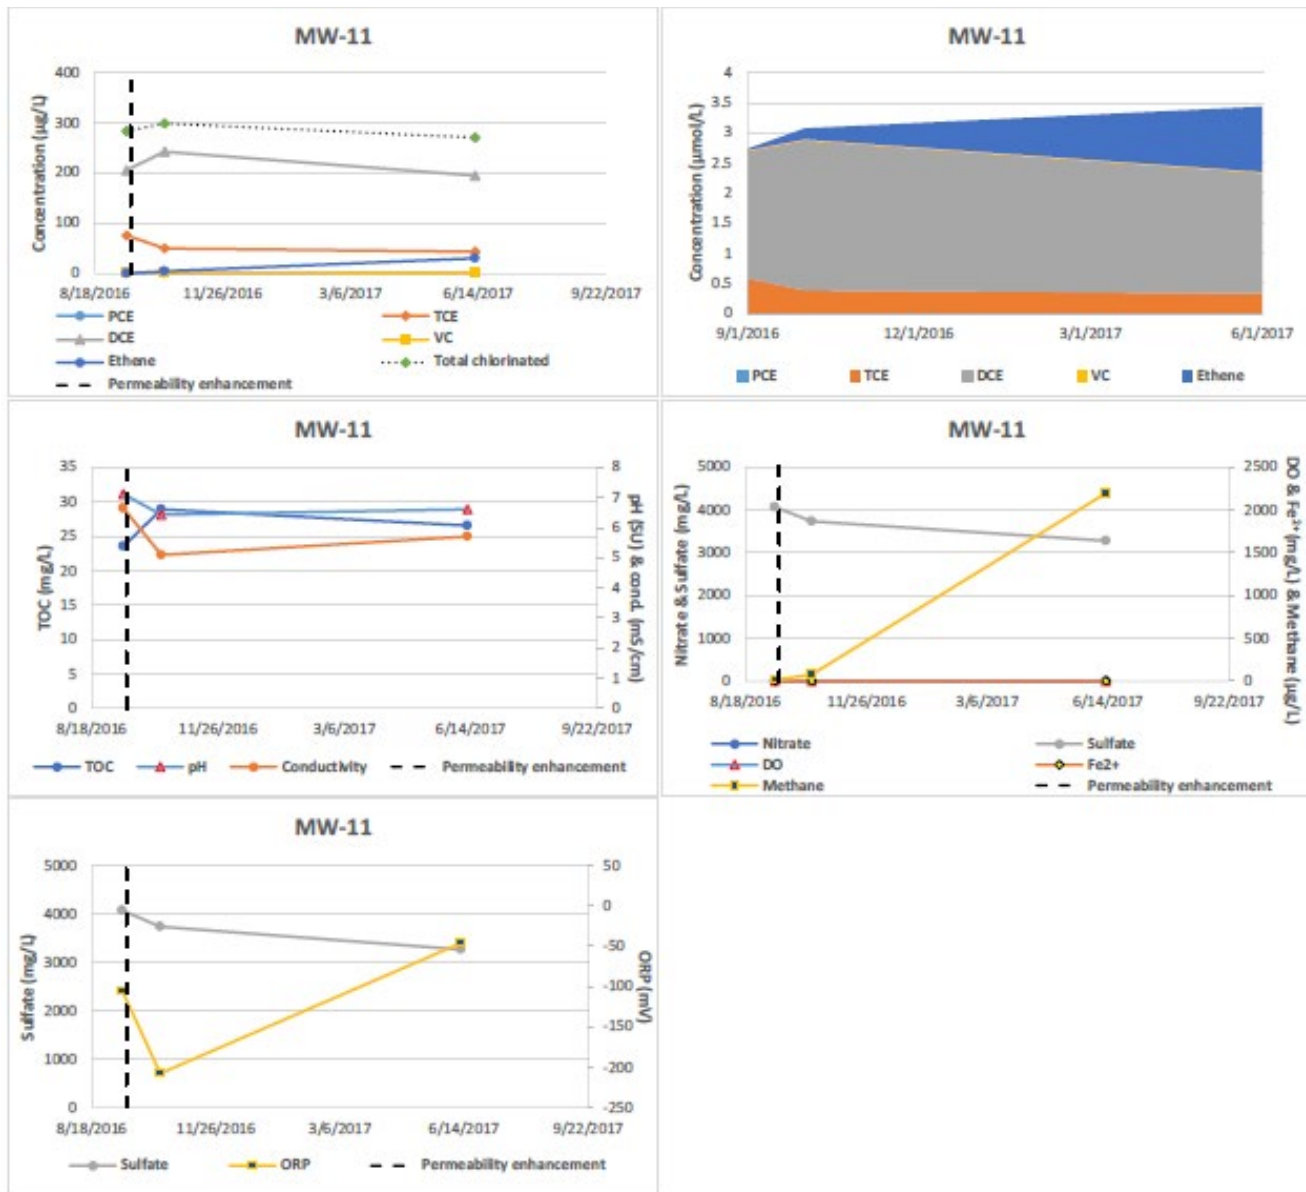 MW-11
Concentration (µg/L)
400
300
200
100
0
8/18/2016 11/26/2016 3/6/2017 6/14/2017 9/22/2017
PCE TCE
DCE VC
Ethene Total chlorinated
Permeability enhancement
MW-11
Concentration (µmol/L)
4
3.5
3
2.5
2
1.5
1
0.5
0
9/1/2016 12/1/2016 3/1/2017 6/1/2017
PCE TCE DCE VC Ethene
MW-11
TOC (mg/L)
35
30
25
20
15
10
5
0
8
7
6
5
4
3
2
1
0
pH (SU) & cond. (mS/cm)
8/18/2016 11/26/2016 3/6/2017 6/14/2017 9/22/2017
TOC pH Conductivity Permeability enhancement
MW-11
Nitrate & Sulfate (mg/L)
5000
4000
3000
2000
1000
0
2500
2000
1500
1000
500
0
DO & Fe²⁺ (mg/L) & Methane (µg/L)
8/18/2016 11/26/2016 3/6/2017 6/14/2017 9/22/2017
Nitrate Sulfate
DO Fe2+
Methane Permeability enhancement
MW-11
Sulfate (mg/L)
5000
4000
3000
2000
1000
0
50
0
-50
-100
-150
-200
-250
ORP (mV)
8/18/2016 11/26/2016 3/6/2017 6/14/2017 9/22/2017
Sulfate ORP Permeability enhancement